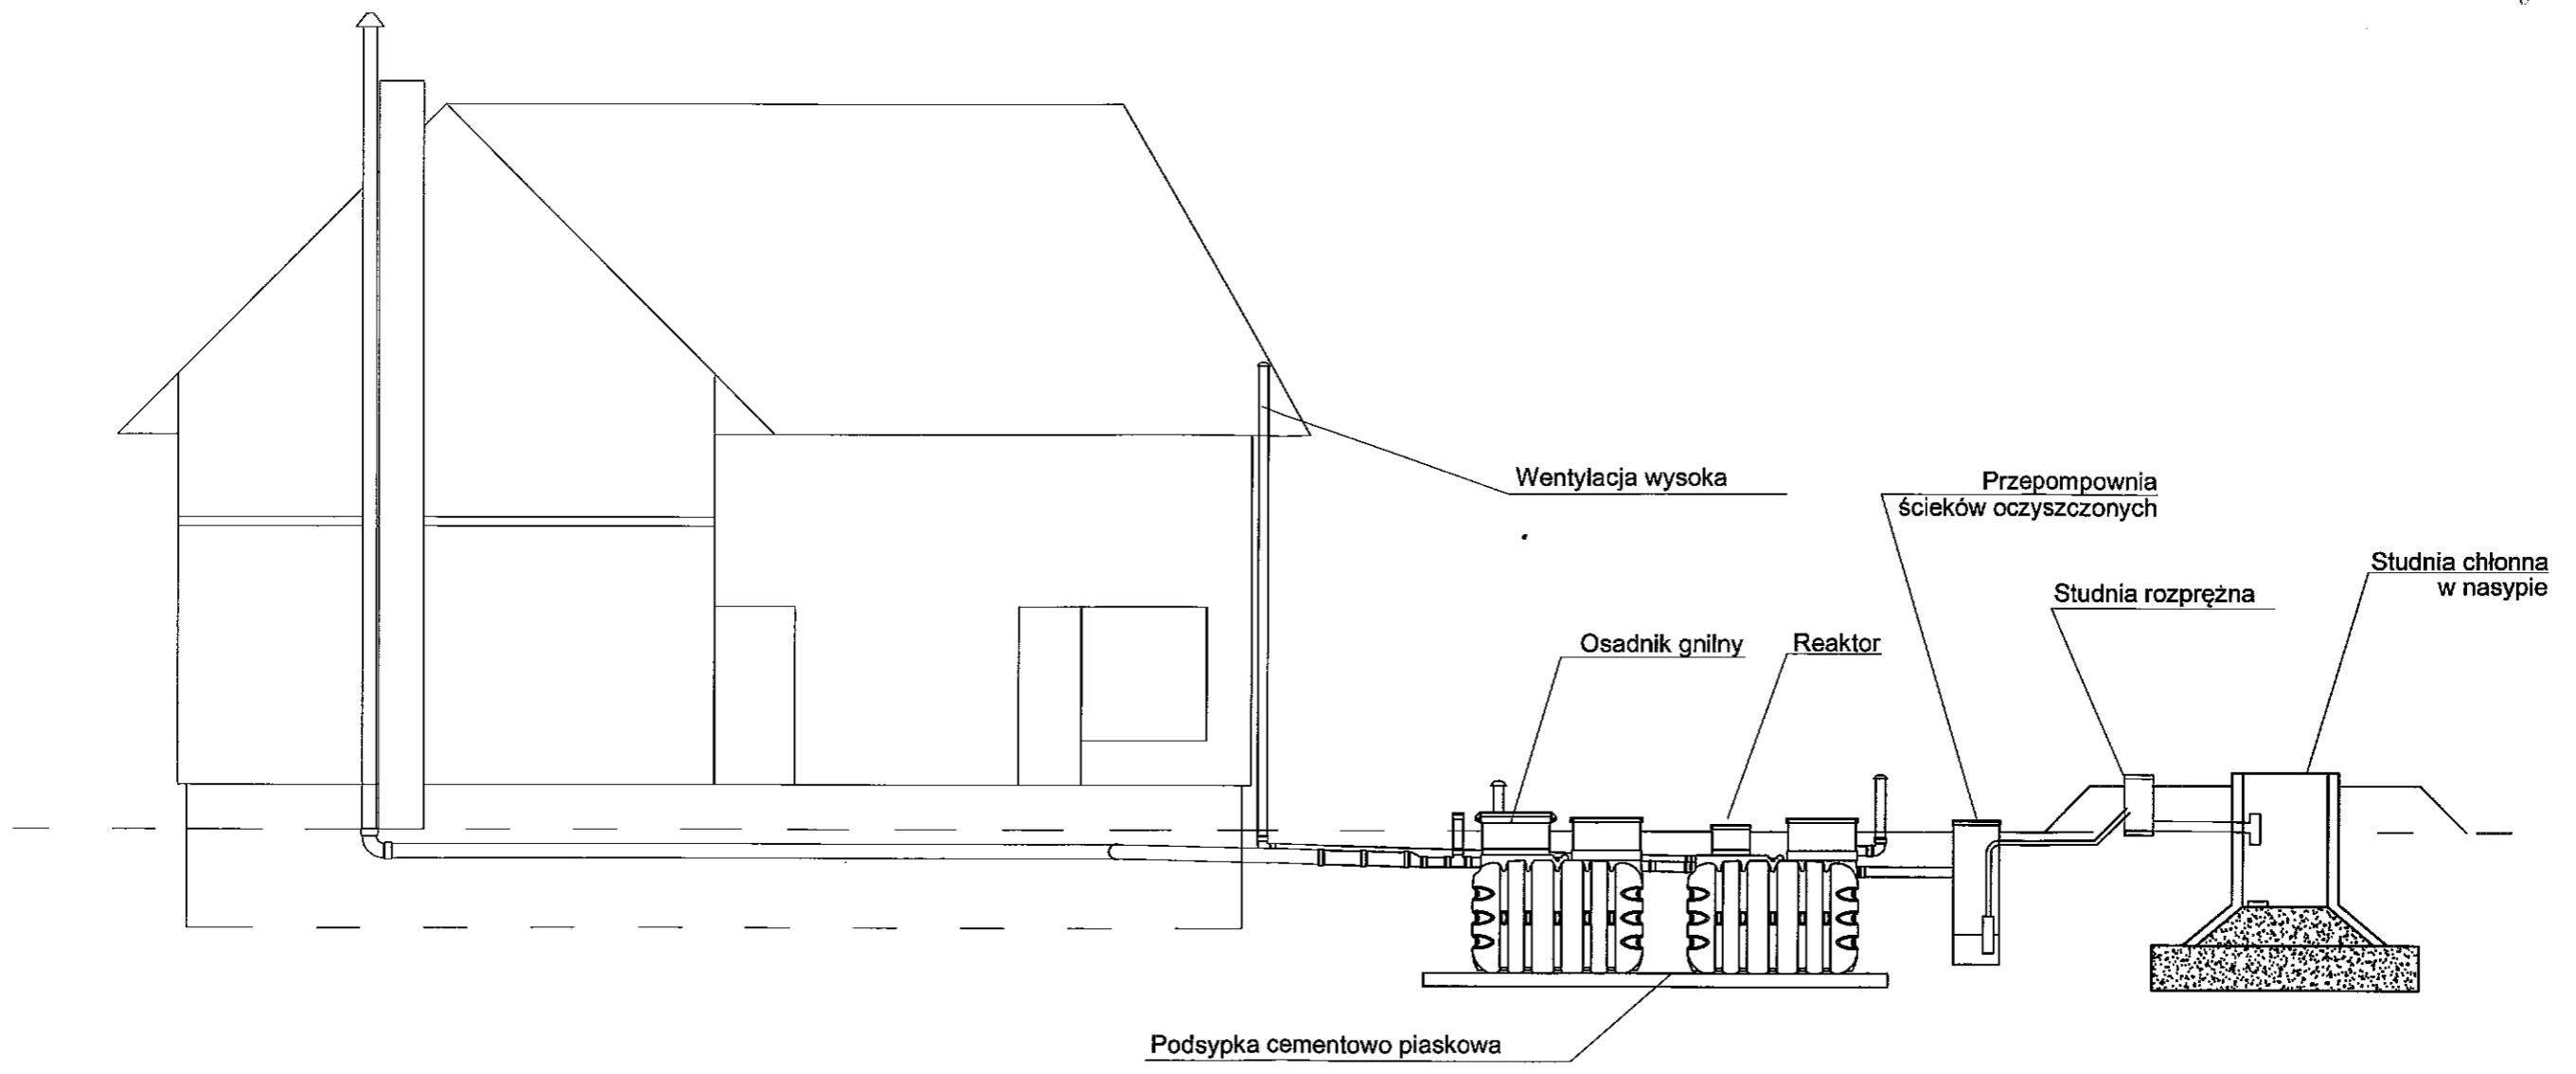 Wentylacja wysoka
Przepompownia
ścieków oczyszczonych
Studnia chłonna
w nasypie
Studnia rozprężna
Osadnik gnilny
Reaktor
Podsypka cementowo piaskowa